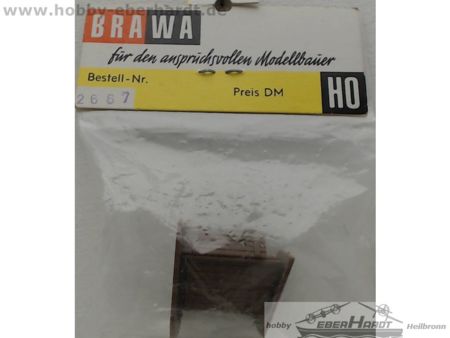 www.hobby-eberhardt.de
BRAWA
für den anspruchsvollen Modellbauer
Bestell-Nr.
2667
Preis DM
HO
hobby EBERHARDT Heilbronn